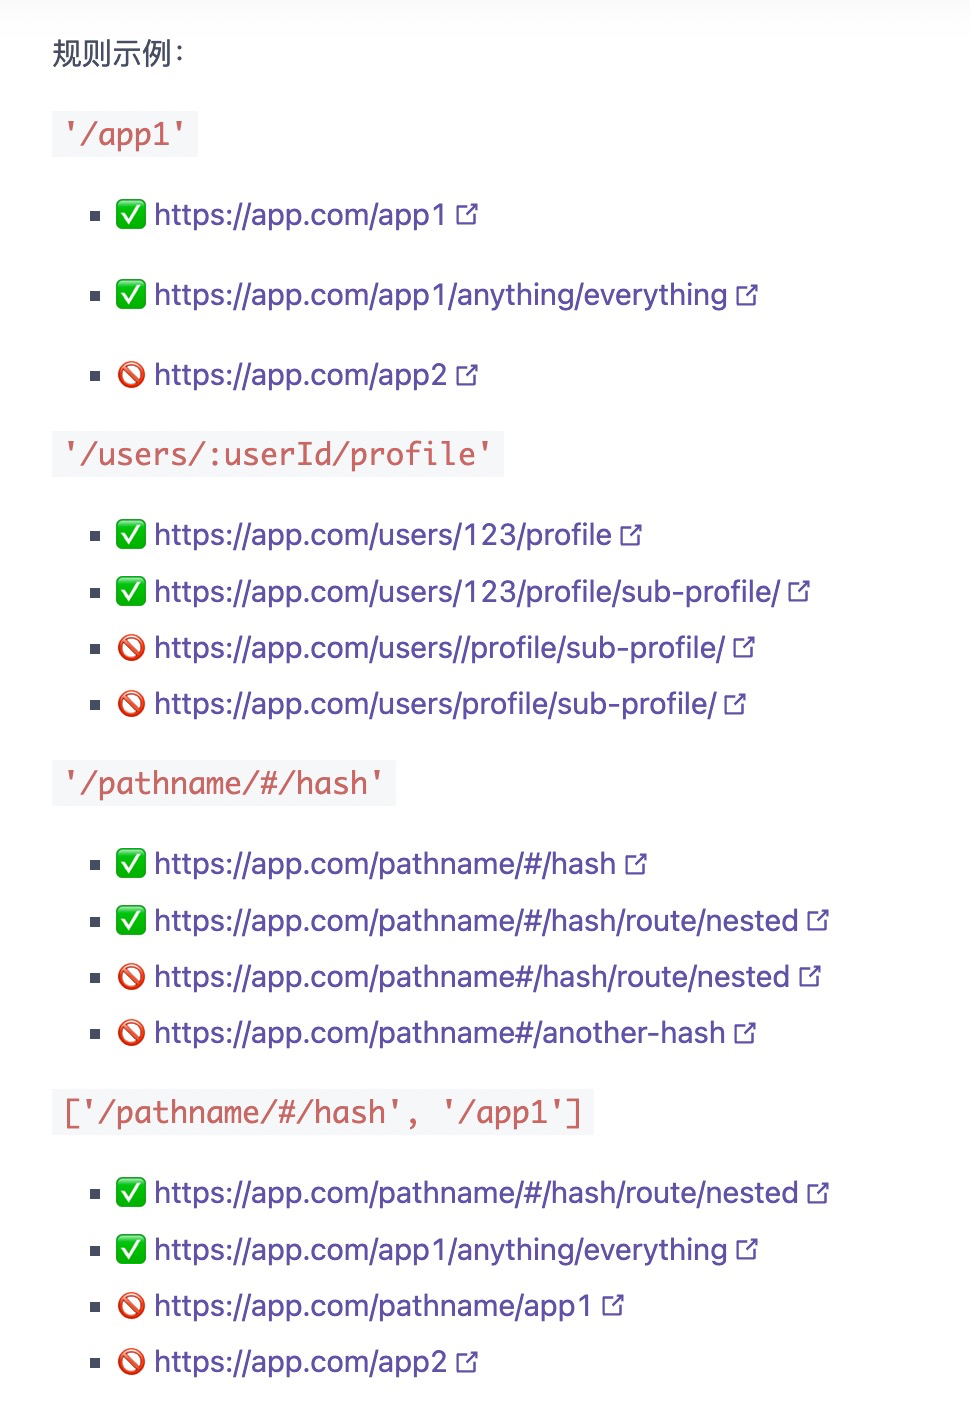 规则示例：
'/app1'
✅ https://app.com/app1
✅ https://app.com/app1/anything/everything
🚫 https://app.com/app2
'/users/:userId/profile'
✅ https://app.com/users/123/profile
✅ https://app.com/users/123/profile/sub-profile/
🚫 https://app.com/users//profile/sub-profile/
🚫 https://app.com/users/profile/sub-profile/
'/pathname/#/hash'
✅ https://app.com/pathname/#/hash
✅ https://app.com/pathname/#/hash/route/nested
🚫 https://app.com/pathname#/hash/route/nested
🚫 https://app.com/pathname#/another-hash
['/pathname/#/hash', '/app1']
✅ https://app.com/pathname/#/hash/route/nested
✅ https://app.com/app1/anything/everything
🚫 https://app.com/pathname/app1
🚫 https://app.com/app2